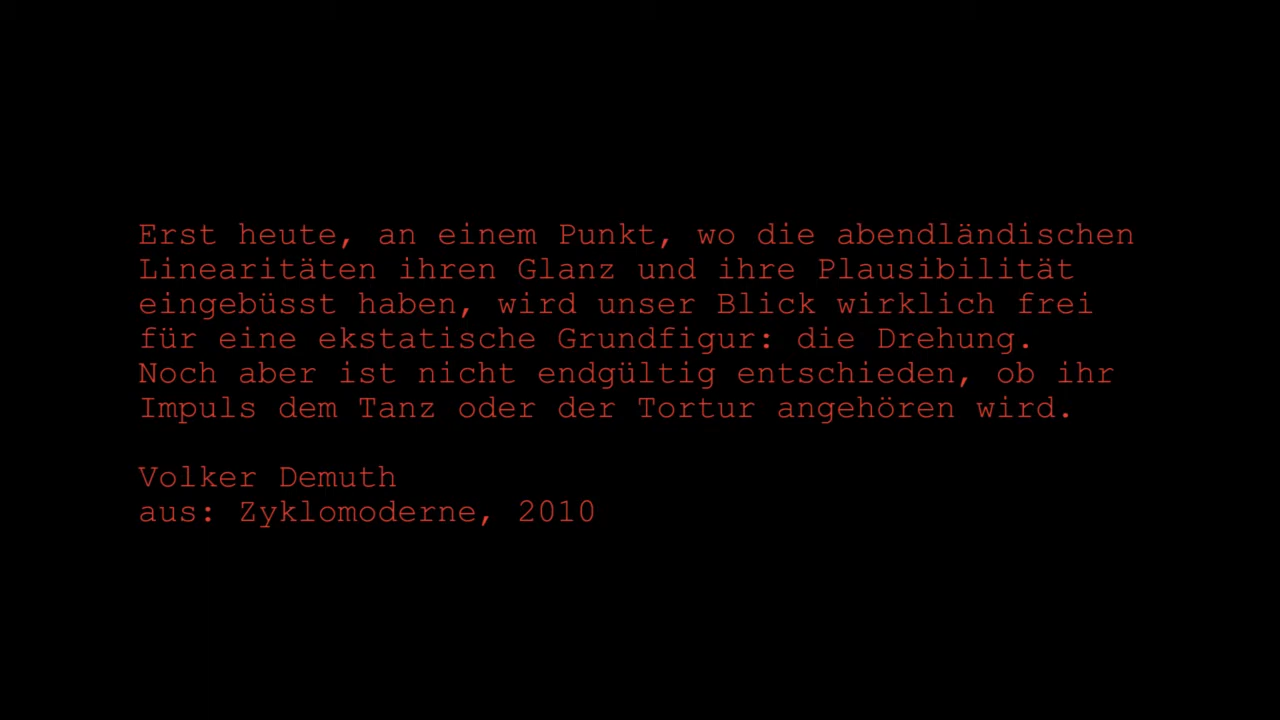 Erst heute, an einem Punkt, wo die abendländischen
Linearitäten ihren Glanz und ihre Plausibilität
eingebüsst haben, wird unser Blick wirklich frei
für eine ekstatische Grundfigur: die Drehung.
Noch aber ist nicht endgültig entschieden, ob ihr
Impuls dem Tanz oder der Tortur angehören wird.
Volker Demuth
aus: Zyklomoderne, 2010